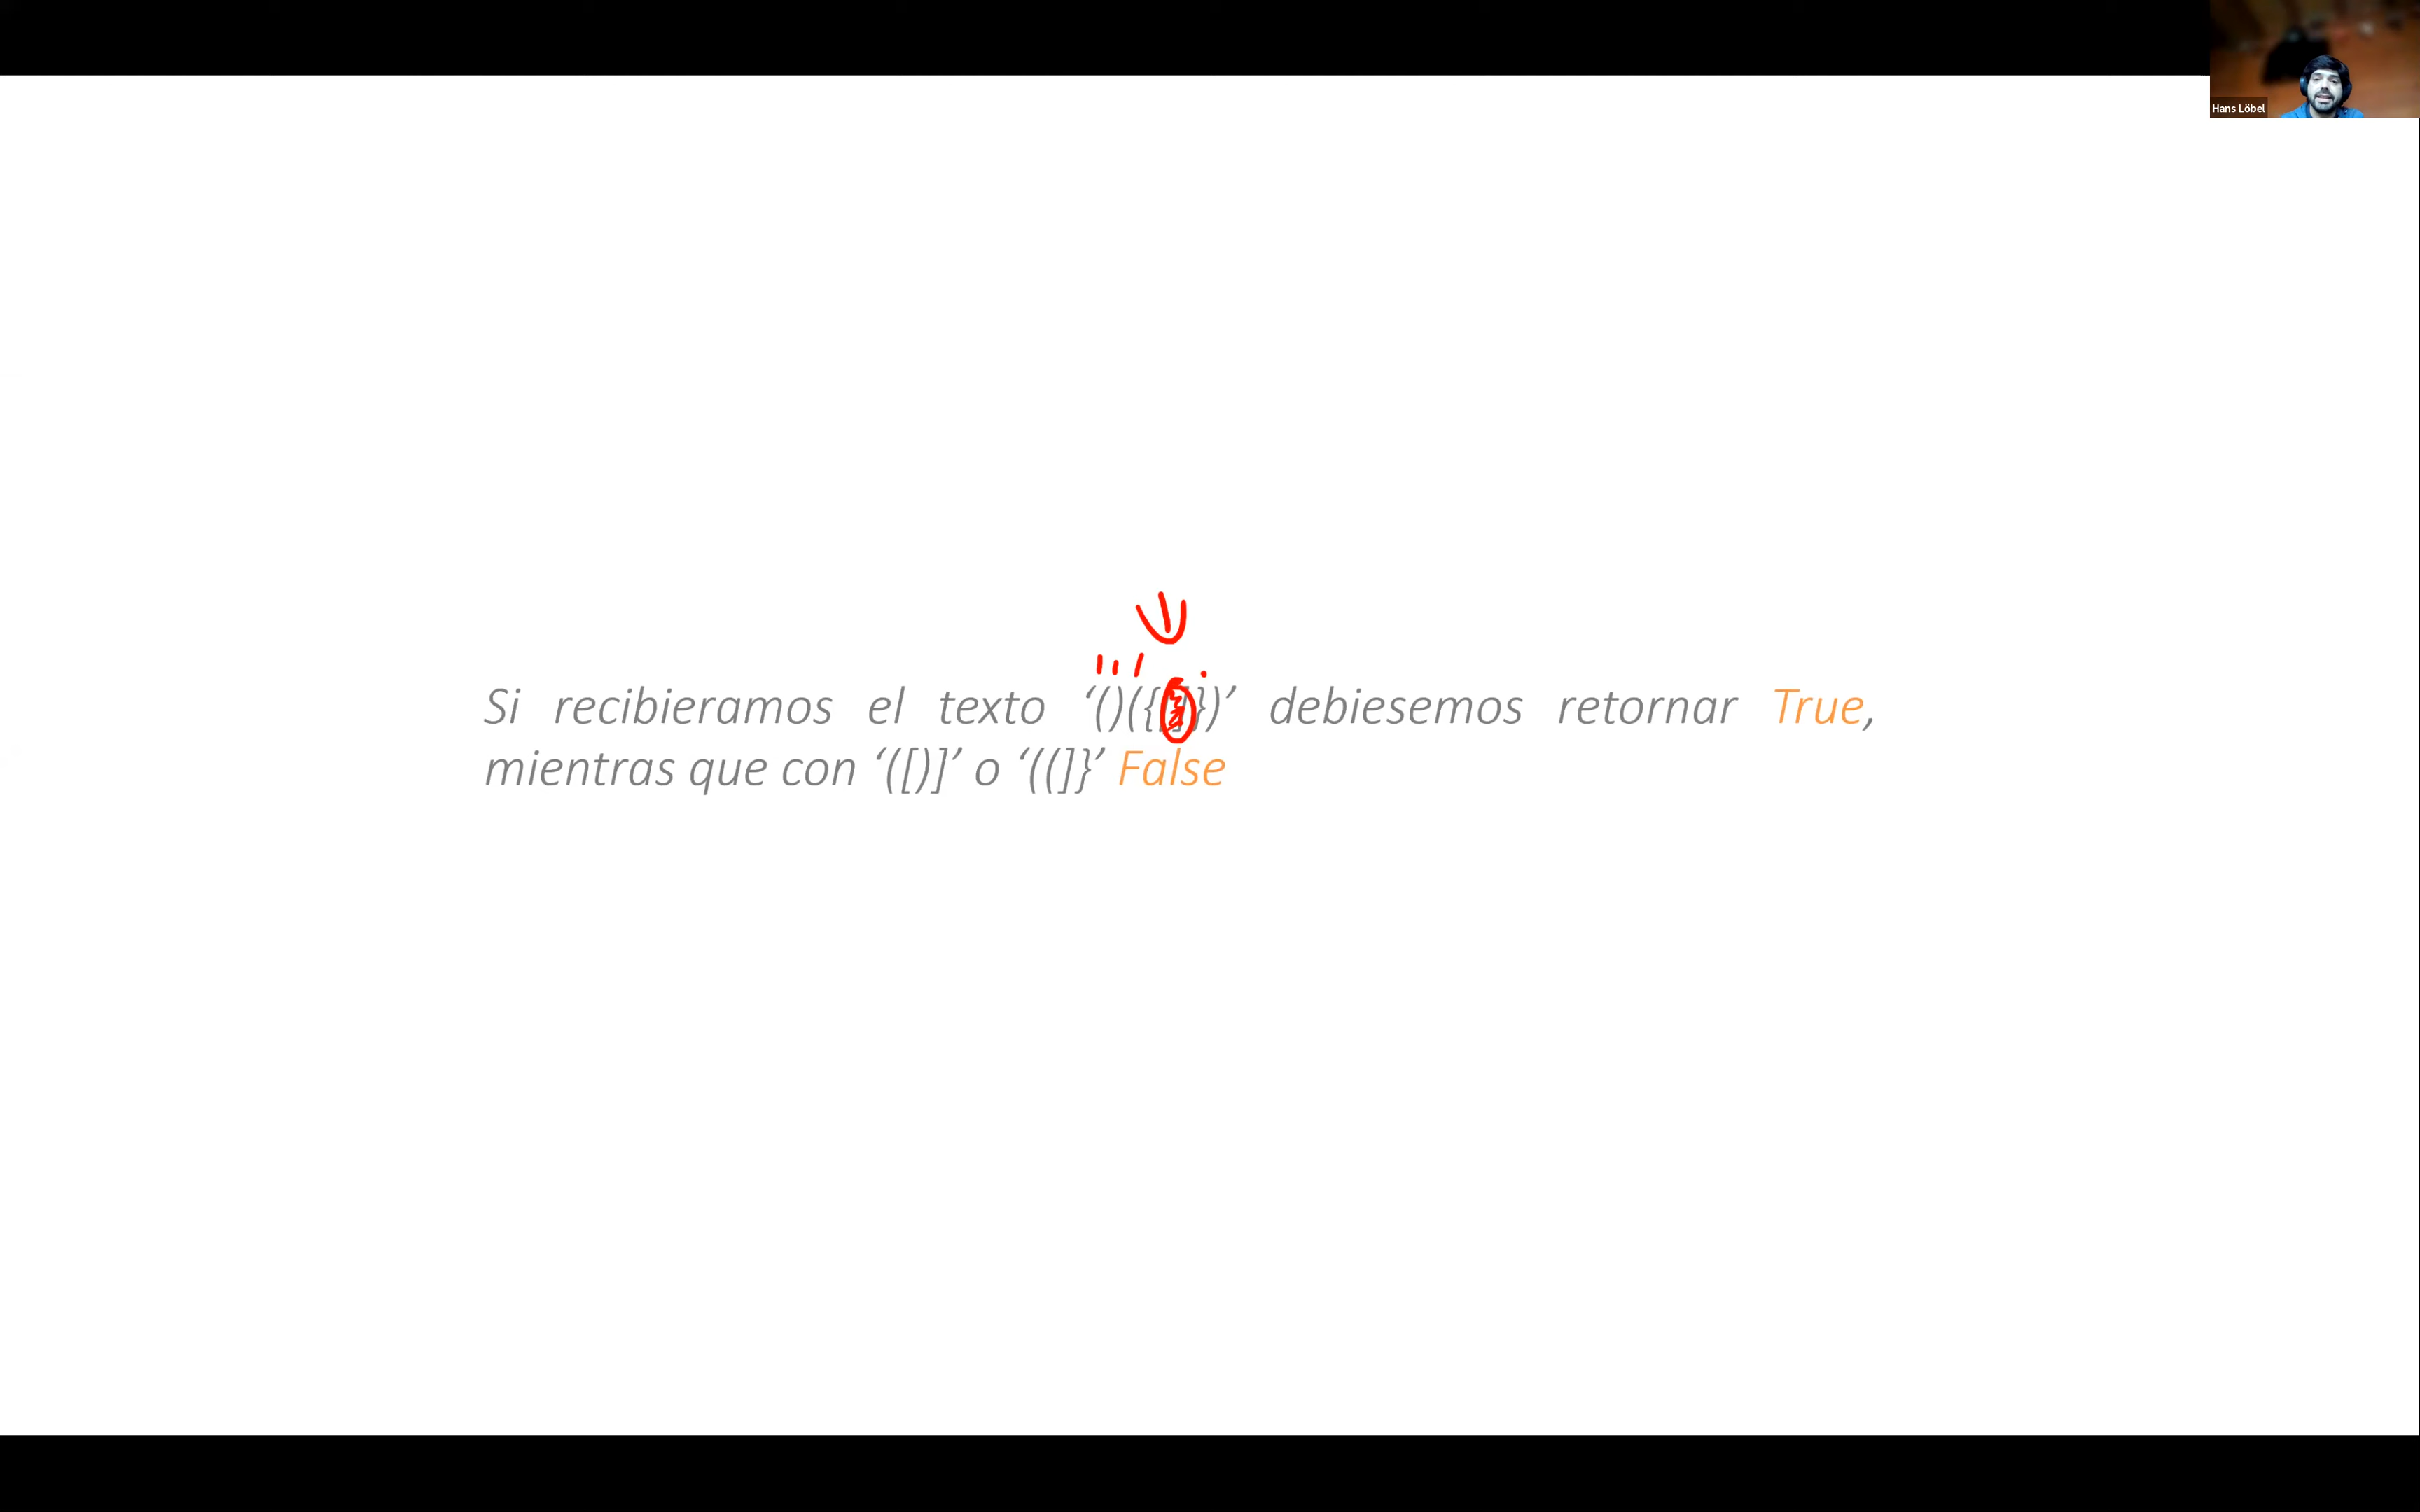 Hans Löbel
Si recibieramos el texto ‘()({[]})’ debiesemos retornar True,
mientras que con ‘([)]’ o ‘((]}’ False